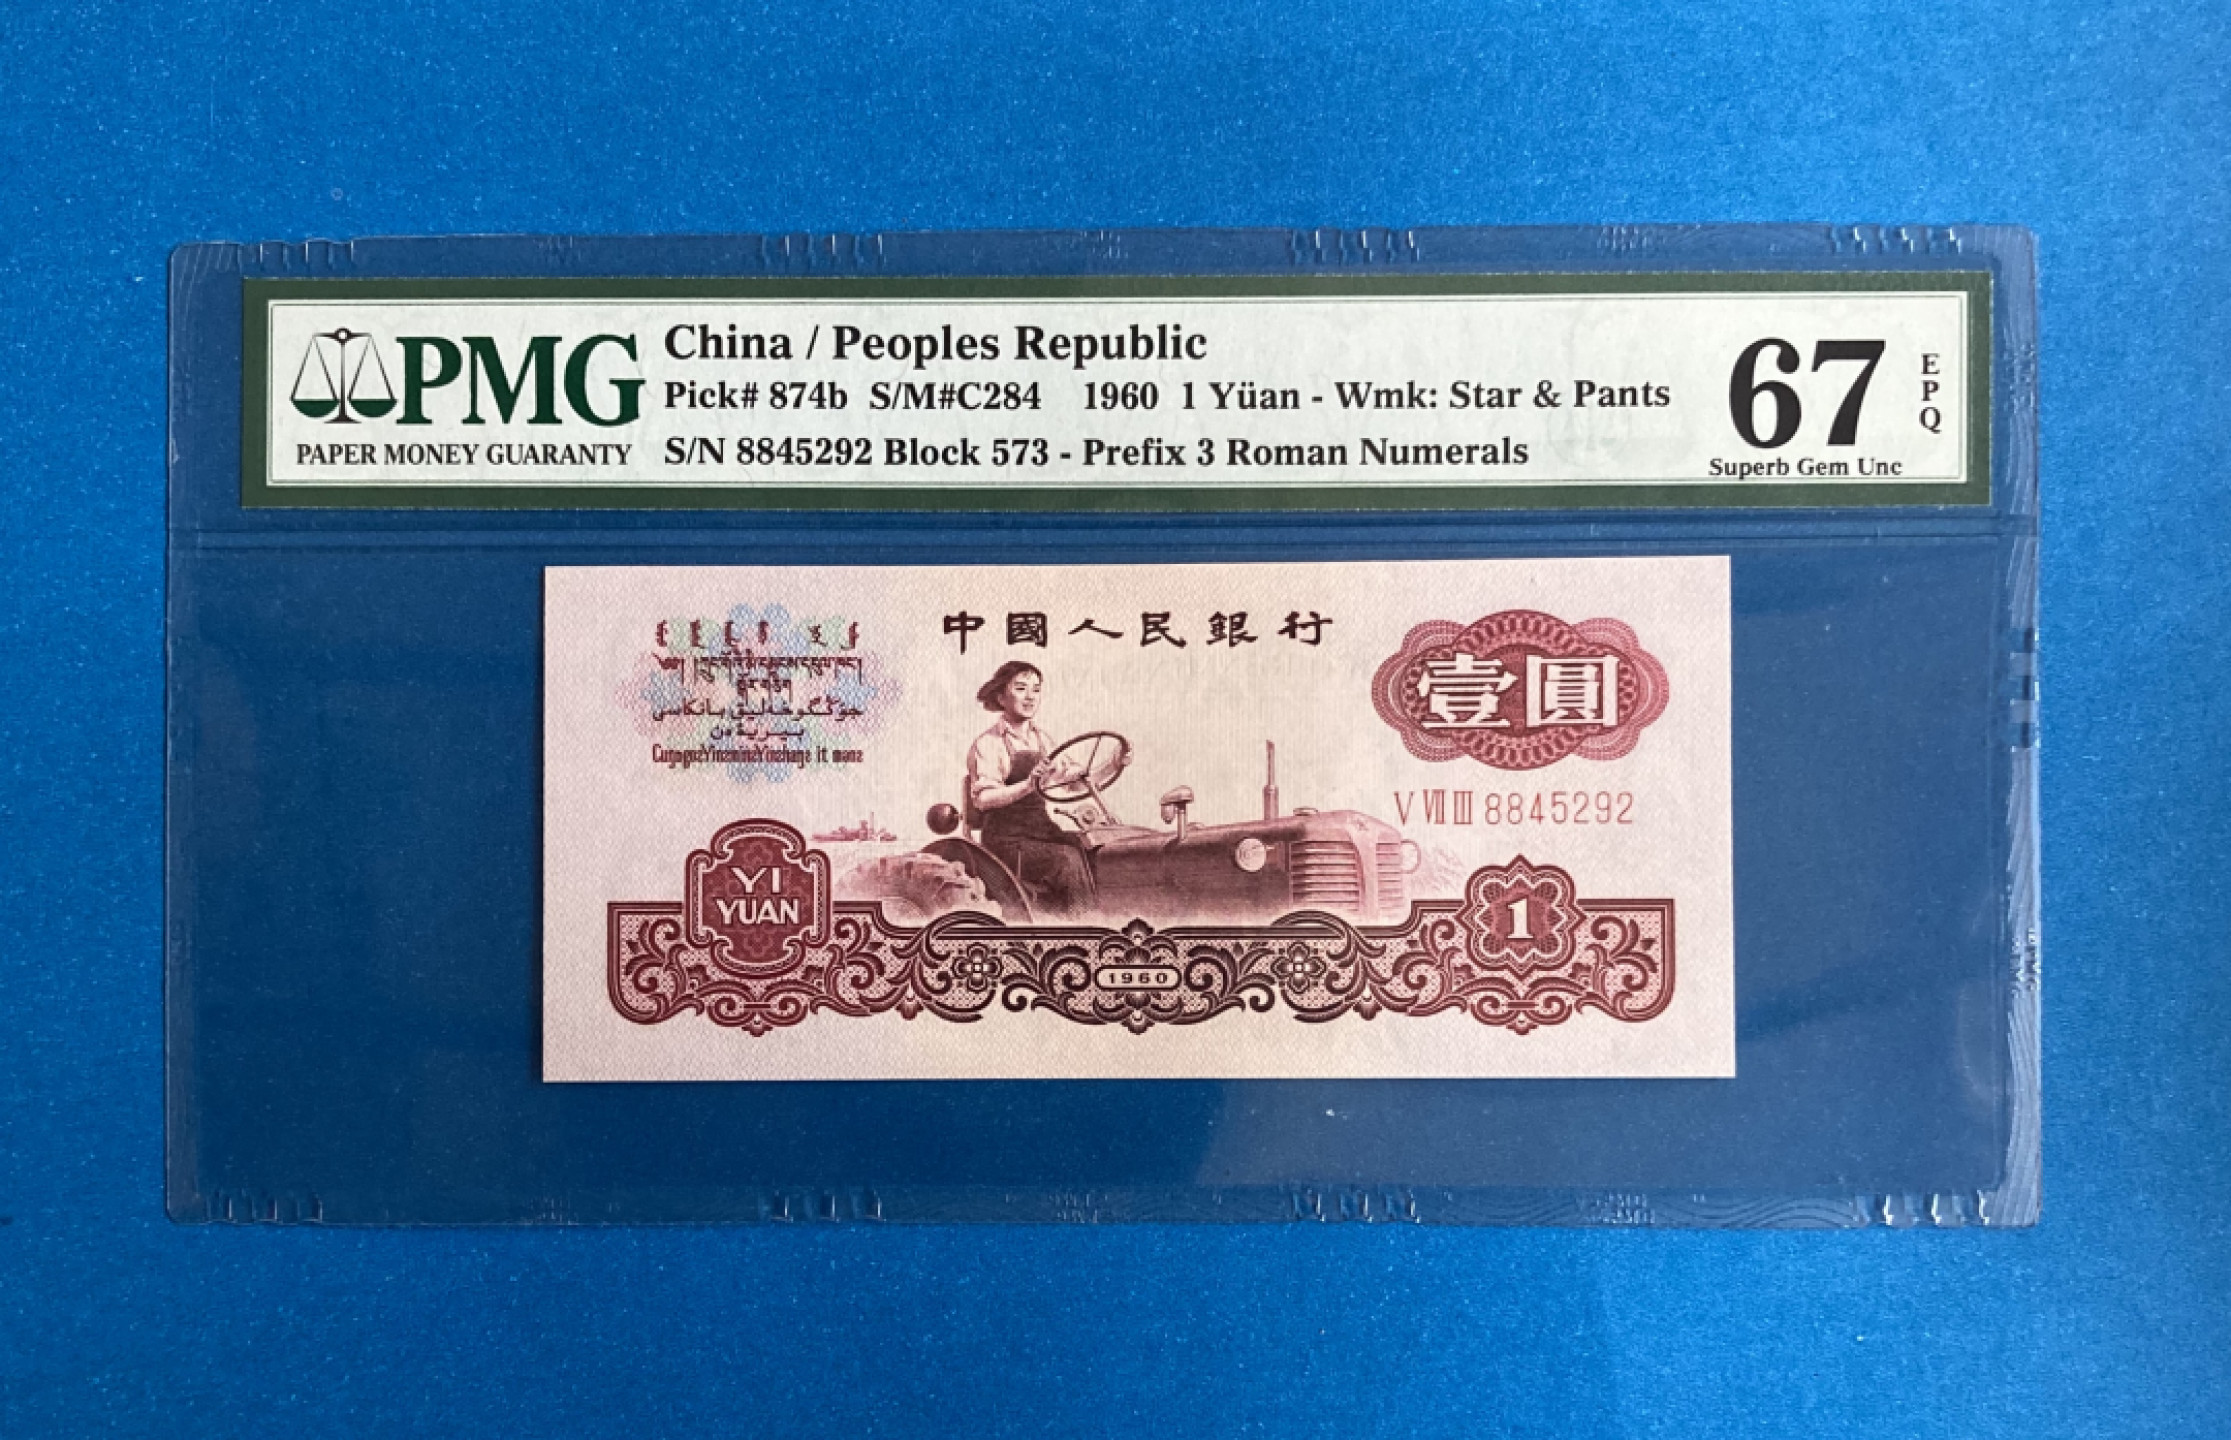 PMG
PAPER MONEY GUARANTY
China / Peoples Republic
Pick# 874b S/M#C284 1960 1 Yüan - Wmk: Star & Pants
S/N 8845292 Block 573 - Prefix 3 Roman Numerals
67
EPQ
Superb Gem Unc
中國人民銀行
壹圓
V VII III 8845292
YI
YUAN
1
1960